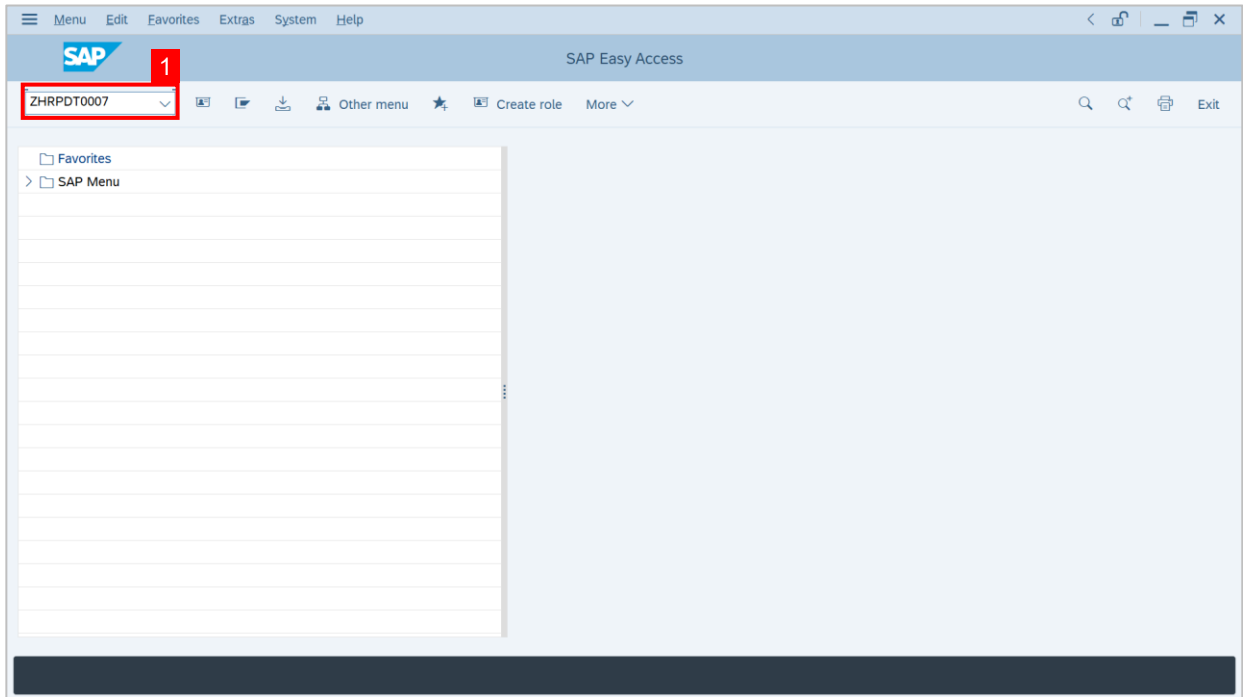 Menu Edit Favorites Extras System Help
SAP
1
SAP Easy Access
ZHRPDT0007
Other menu
Create role
More
Exit
Favorites
SAP Menu